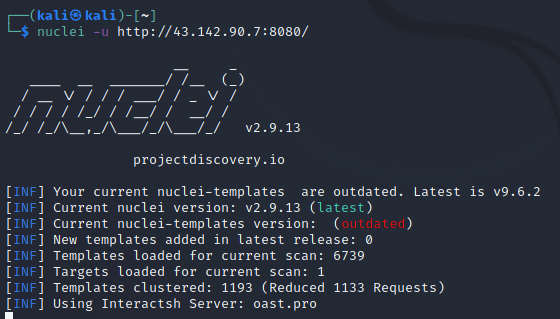 ┌──(kali㉿kali)-[~]
└─$ nuclei -u http://43.142.90.7:8080/
nuclei v2.9.13
projectdiscovery.io
[INF] Your current nuclei-templates  are outdated. Latest is v9.6.2
[INF] Current nuclei version: v2.9.13 (latest)
[INF] Current nuclei-templates version:  (outdated)
[INF] New templates added in latest release: 0
[INF] Templates loaded for current scan: 6739
[INF] Targets loaded for current scan: 1
[INF] Templates clustered: 1193 (Reduced 1133 Requests)
[INF] Using Interactsh Server: oast.pro